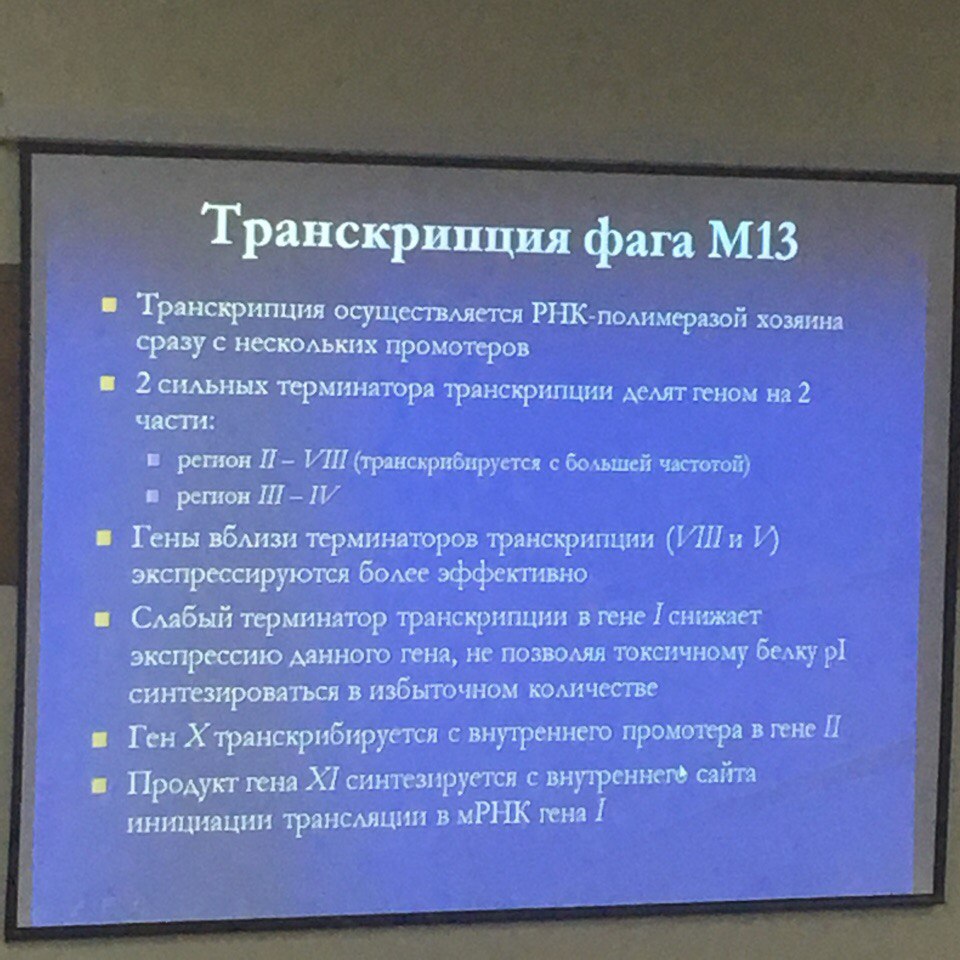 Транскрипция фага М13
Транскрипция осуществляется РНК-полимеразой хозяина
сразу с нескольких промотеров
2 сильных терминатора транскрипции делят геном на 2
части:
регион II – VIII (транскрибируется с большей частотой)
регион III – IV
Гены вблизи терминаторов транскрипции (VIII и V)
экспрессируются более эффективно
Слабый терминатор транскрипции в гене I снижает
экспрессию данного гена, не позволяя токсичному белку pI
синтезироваться в избыточном количестве
Ген X транскрибируется с внутреннего промотера в гене II
Продукт гена XI синтезируется с внутреннего сайта
инициации трансляции в мРНК гена I